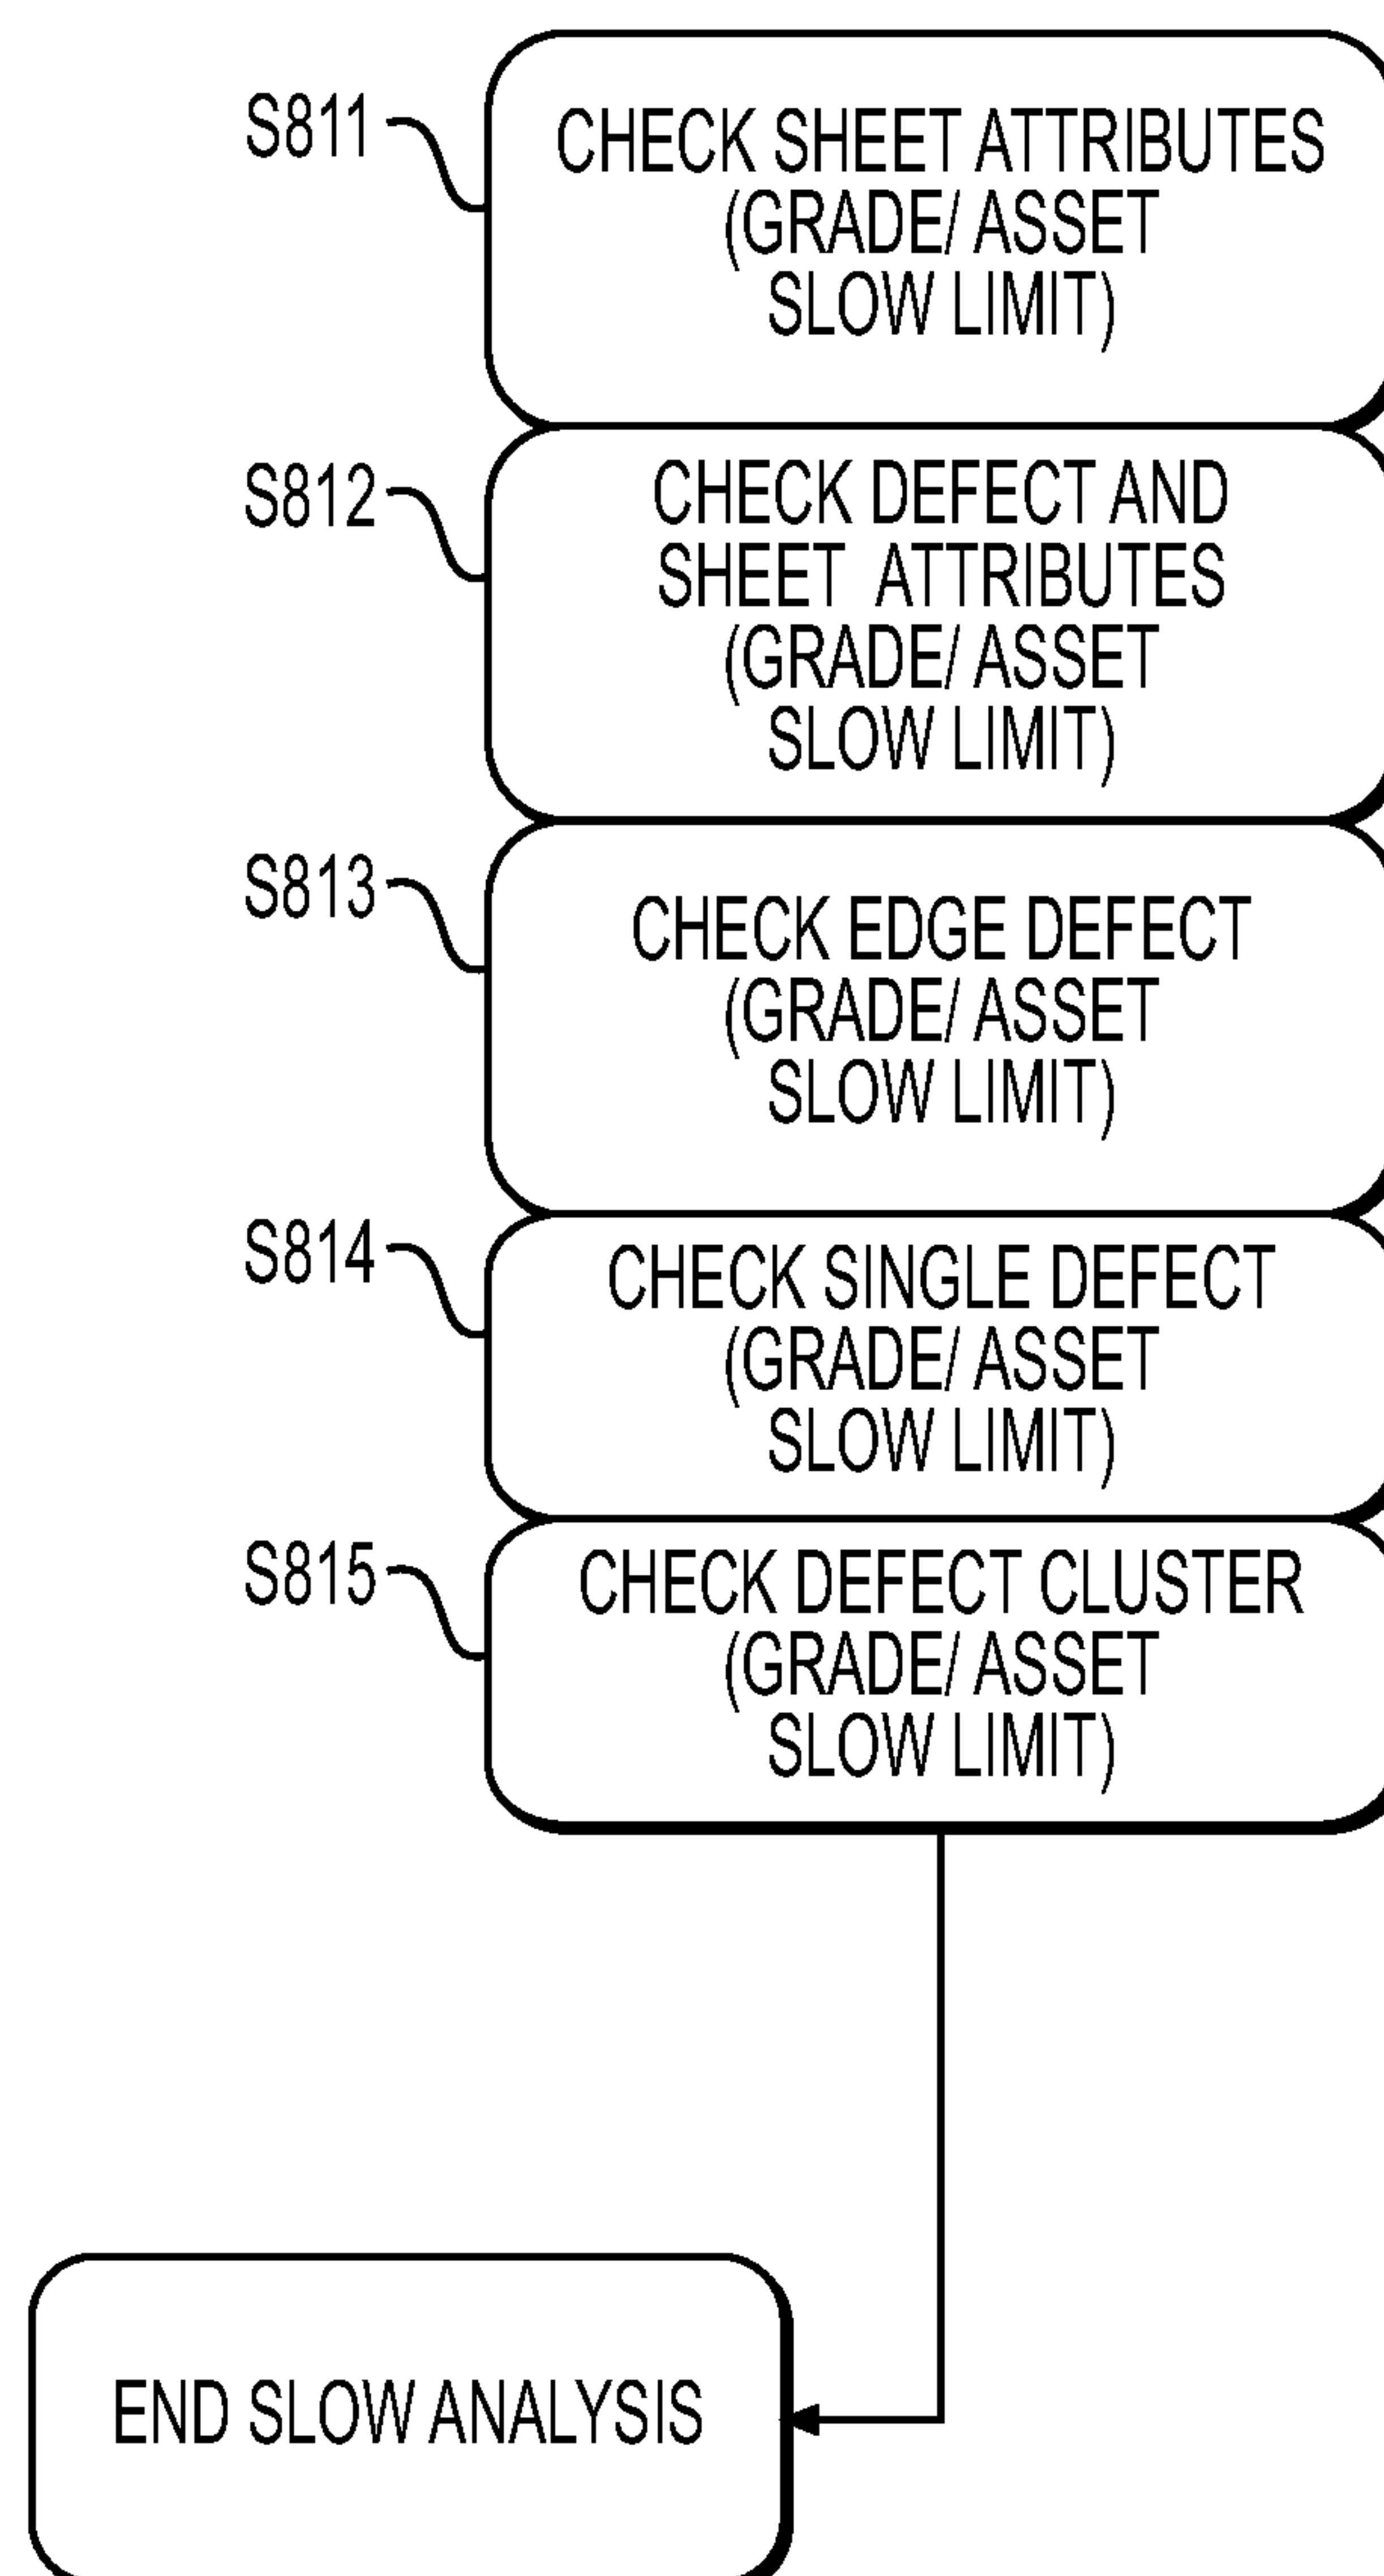 S811
CHECK SHEET ATTRIBUTES
(GRADE/ ASSET
SLOW LIMIT)
S812
CHECK DEFECT AND
SHEET ATTRIBUTES
(GRADE/ ASSET
SLOW LIMIT)
S813
CHECK EDGE DEFECT
(GRADE/ ASSET
SLOW LIMIT)
S814
CHECK SINGLE DEFECT
(GRADE/ ASSET
SLOW LIMIT)
S815
CHECK DEFECT CLUSTER
(GRADE/ ASSET
SLOW LIMIT)
END SLOW ANALYSIS